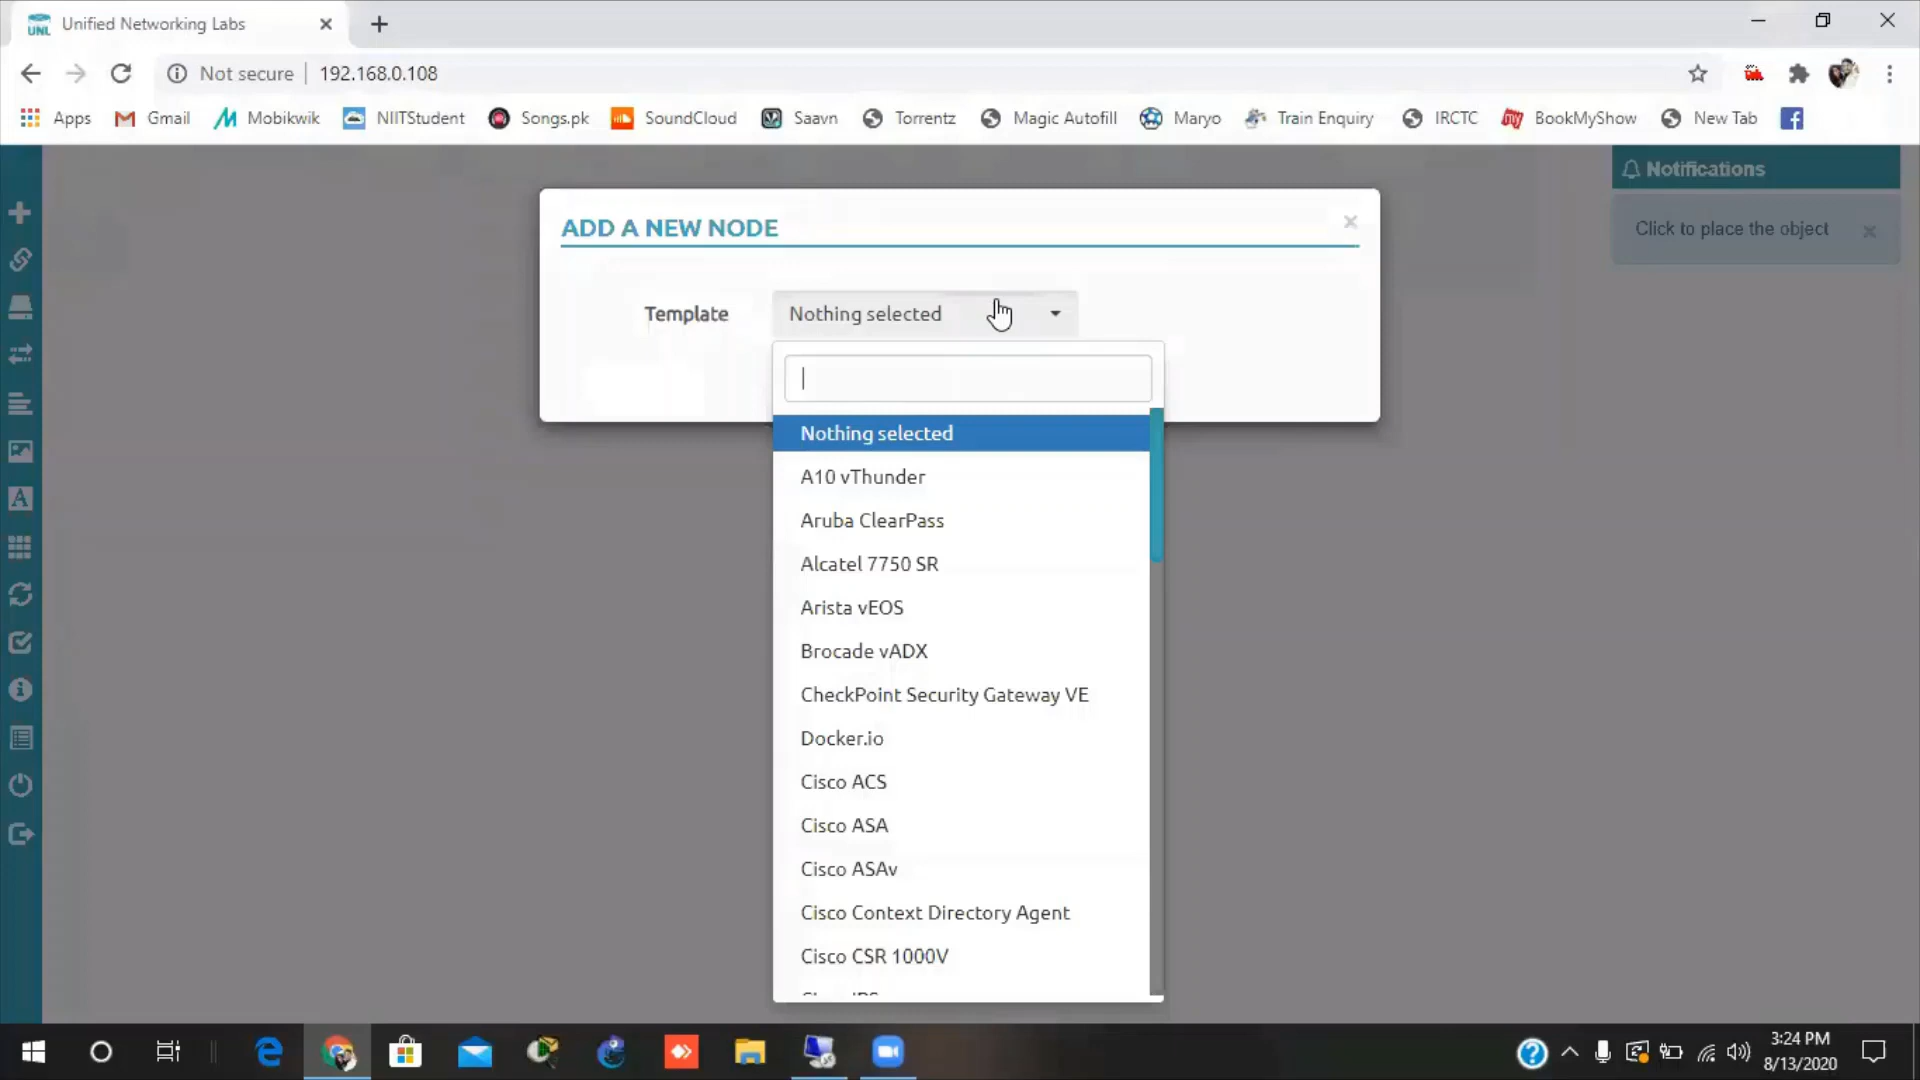 Unified Networking Labs
Not secure 192.168.0.108
Apps Gmail Mobikwik NIITStudent Songs.pk SoundCloud Saavn Torrentz Magic Autofill Maryo Train Enquiry IRCTC BookMyShow New Tab
Notifications
Click to place the object
ADD A NEW NODE
Template Nothing selected
Nothing selected
A10 vThunder
Aruba ClearPass
Alcatel 7750 SR
Arista vEOS
Brocade vADX
CheckPoint Security Gateway VE
Docker.io
Cisco ACS
Cisco ASA
Cisco ASAv
Cisco Context Directory Agent
Cisco CSR 1000V
3:24 PM
8/13/2020